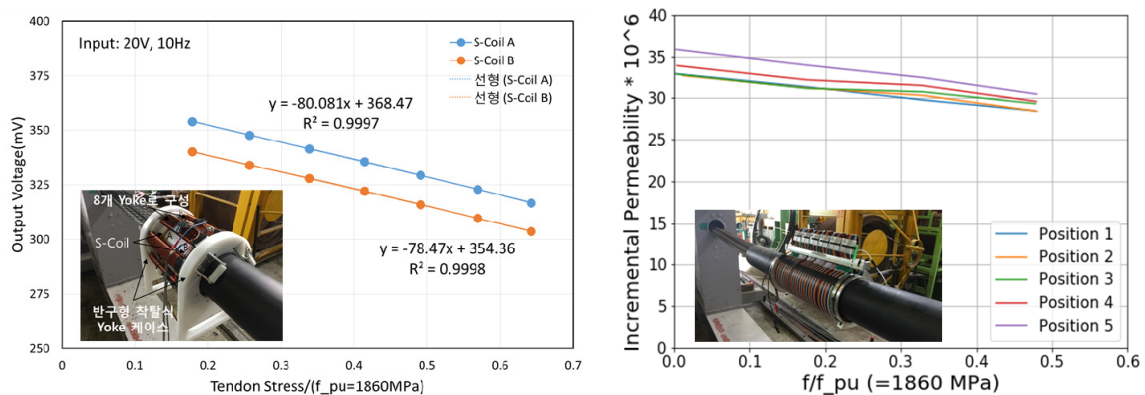 400
375
350
325
300
275
250
Output Voltage(mV)
Input: 20V, 10Hz
S-Coil A
S-Coil B
선형 (S-Coil A)
선형 (S-Coil B)
y = -80.081x + 368.47
R² = 0.9997
y = -78.47x + 354.36
R² = 0.9998
8개 Yoke로 구성
S-Coil
반구형 착탈식
Yoke 케이스
0 0.1 0.2 0.3 0.4 0.5 0.6 0.7
Tendon Stress/(f_pu=1860MPa)
Incremental Permeability * 10^6
40
35
30
25
20
15
10
5
0
Position 1
Position 2
Position 3
Position 4
Position 5
0.0 0.1 0.2 0.3 0.4 0.5 0.6
f/f_pu (=1860 MPa)